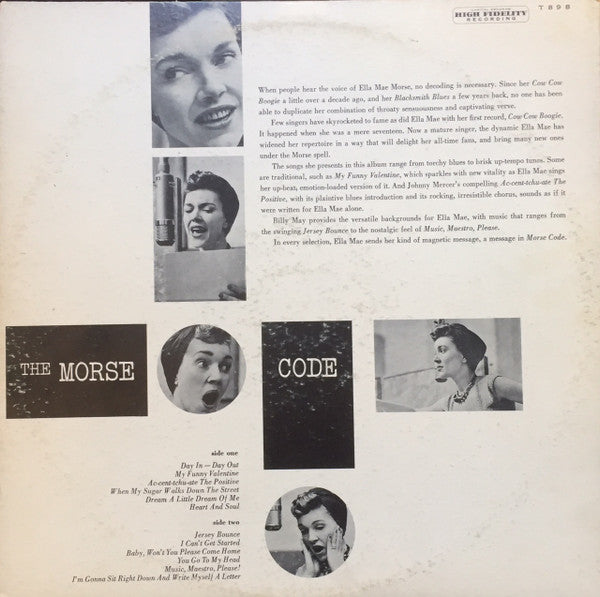 HIGH FIDELITY
RECORDING
T 898
When people hear the voice of Ella Mae Morse, no decoding is necessary. Since her Cow Cow
Boogie a little over a decade ago, and her Blacksmith Blues a few years back, no one has been
able to duplicate her combination of throaty sensuousness and captivating verve.
Few singers have skyrocketed to fame as did Ella Mae with her first record, Cow Cow Boogie.
It happened when she was a mere seventeen. Now a mature singer, the dynamic Ella Mae has
widened her repertoire in a way that will delight her all-time fans, and bring many new ones
under the Morse spell.
The songs she presents in this album range from torchy blues to brisk up-tempo tunes. Some
are traditional, such as My Funny Valentine, which sparkles with new vitality as Ella Mae sings
her up-beat, emotion-loaded version of it. And Johnny Mercer's compelling Ac-cent-tchu-ate The
Positive, with its plaintive blues introduction and its rocking, irresistible chorus, sounds as if it
were written for Ella Mae alone.
Billy May provides the versatile backgrounds for Ella Mae, with music that ranges from
the swinging Jersey Bounce to the nostalgic feel of Music, Maestro, Please.
In every selection, Ella Mae sends her kind of magnetic message, a message in Morse Code.
THE MORSE
CODE
side one
Day In — Day Out
My Funny Valentine
Ac-cent-tchu-ate The Positive
When My Sugar Walks Down The Street
Dream A Little Dream Of Me
Heart And Soul
side two
Jersey Bounce
I Can't Get Started
Baby, Won't You Please Come Home
You Go To My Head
Music, Maestro, Please!
I'm Gonna Sit Right Down And Write Myself A Letter